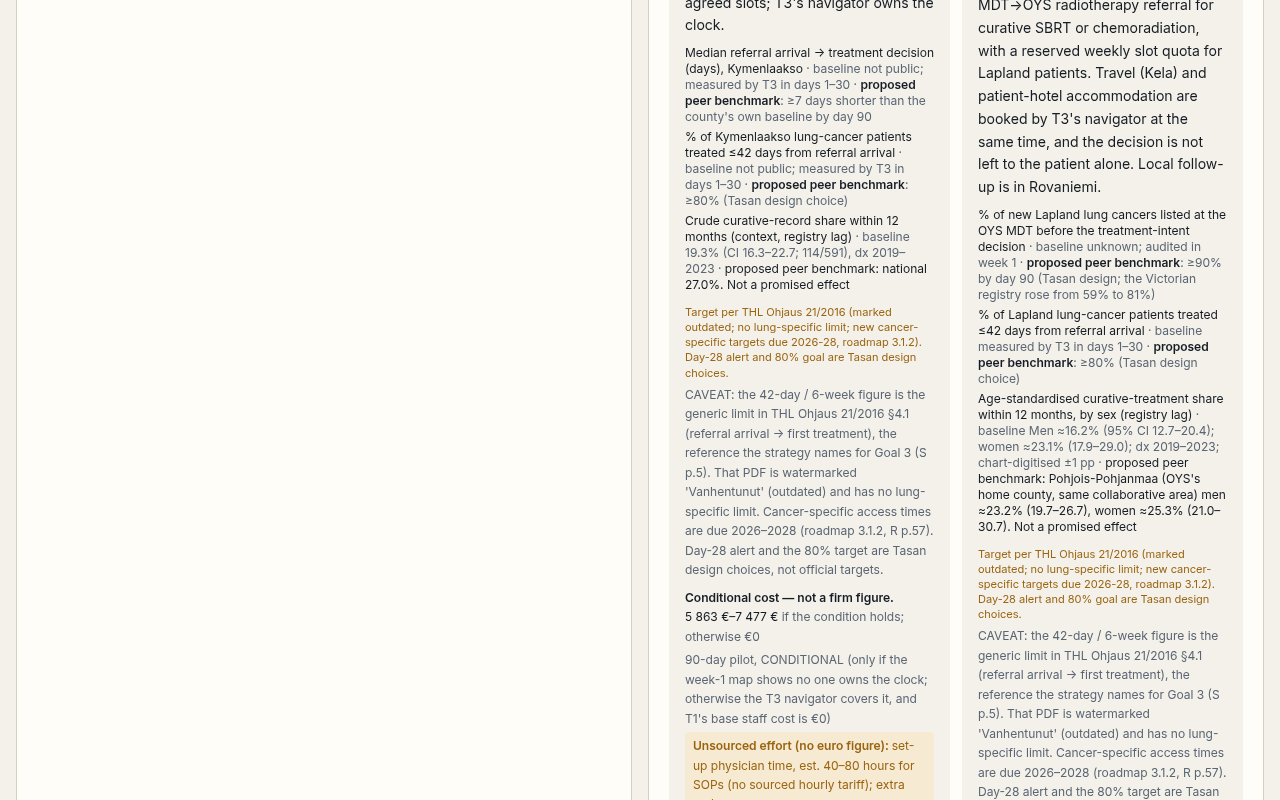 agreed slots; T3's navigator owns the
clock.
Median referral arrival → treatment decision
(days), Kymenlaakso · baseline not public;
measured by T3 in days 1–30 · proposed
peer benchmark: ≥7 days shorter than the
county's own baseline by day 90
% of Kymenlaakso lung-cancer patients
treated ≤42 days from referral arrival ·
baseline not public; measured by T3 in
days 1–30 · proposed peer benchmark:
≥80% (Tasan design choice)
Crude curative-record share within 12
months (context, registry lag) · baseline
19.3% (CI 16.3–22.7; 114/591), dx 2019–
2023 · proposed peer benchmark: national
27.0%. Not a promised effect
Target per THL Ohjaus 21/2016 (marked
outdated; no lung-specific limit; new cancer-
specific targets due 2026-28, roadmap 3.1.2).
Day-28 alert and 80% goal are Tasan design
choices.
CAVEAT: the 42-day / 6-week figure is the
generic limit in THL Ohjaus 21/2016 §4.1
(referral arrival → first treatment), the
reference the strategy names for Goal 3 (S
p.5). That PDF is watermarked
'Vanhentunut' (outdated) and has no lung-
specific limit. Cancer-specific access times
are due 2026–2028 (roadmap 3.1.2, R p.57).
Day-28 alert and the 80% target are Tasan
design choices, not official targets.
Conditional cost — not a firm figure.
5 863 €–7 477 € if the condition holds;
otherwise €0
90-day pilot, CONDITIONAL (only if the
week-1 map shows no one owns the clock;
otherwise the T3 navigator covers it, and
T1's base staff cost is €0)
Unsourced effort (no euro figure): set-
up physician time, est. 40–80 hours for
SOPs (no sourced hourly tariff); extra
MDT→OYS radiotherapy referral for
curative SBRT or chemoradiation,
with a reserved weekly slot quota for
Lapland patients. Travel (Kela) and
patient-hotel accommodation are
booked by T3's navigator at the
same time, and the decision is not
left to the patient alone. Local follow-
up is in Rovaniemi.
% of new Lapland lung cancers listed at the
OYS MDT before the treatment-intent
decision · baseline unknown; audited in
week 1 · proposed peer benchmark: ≥90%
by day 90 (Tasan design; the Victorian
registry rose from 59% to 81%)
% of Lapland lung-cancer patients treated
≤42 days from referral arrival · baseline
measured by T3 in days 1–30 · proposed
peer benchmark: ≥80% (Tasan design
choice)
Age-standardised curative-treatment share
within 12 months, by sex (registry lag) ·
baseline Men ≈16.2% (95% CI 12.7–20.4);
women ≈23.1% (17.9–29.0); dx 2019–2023;
chart-digitised ±1 pp · proposed peer
benchmark: Pohjois-Pohjanmaa (OYS's
home county, same collaborative area) men
≈23.2% (19.7–26.7), women ≈25.3% (21.0–
30.7). Not a promised effect
Target per THL Ohjaus 21/2016 (marked
outdated; no lung-specific limit; new cancer-
specific targets due 2026-28, roadmap 3.1.2).
Day-28 alert and 80% goal are Tasan design
choices.
CAVEAT: the 42-day / 6-week figure is the
generic limit in THL Ohjaus 21/2016 §4.1
(referral arrival → first treatment), the
reference the strategy names for Goal 3 (S
p.5). That PDF is watermarked
'Vanhentunut' (outdated) and has no lung-
specific limit. Cancer-specific access times
are due 2026–2028 (roadmap 3.1.2, R p.57).
Day-28 alert and the 80% target are Tasan